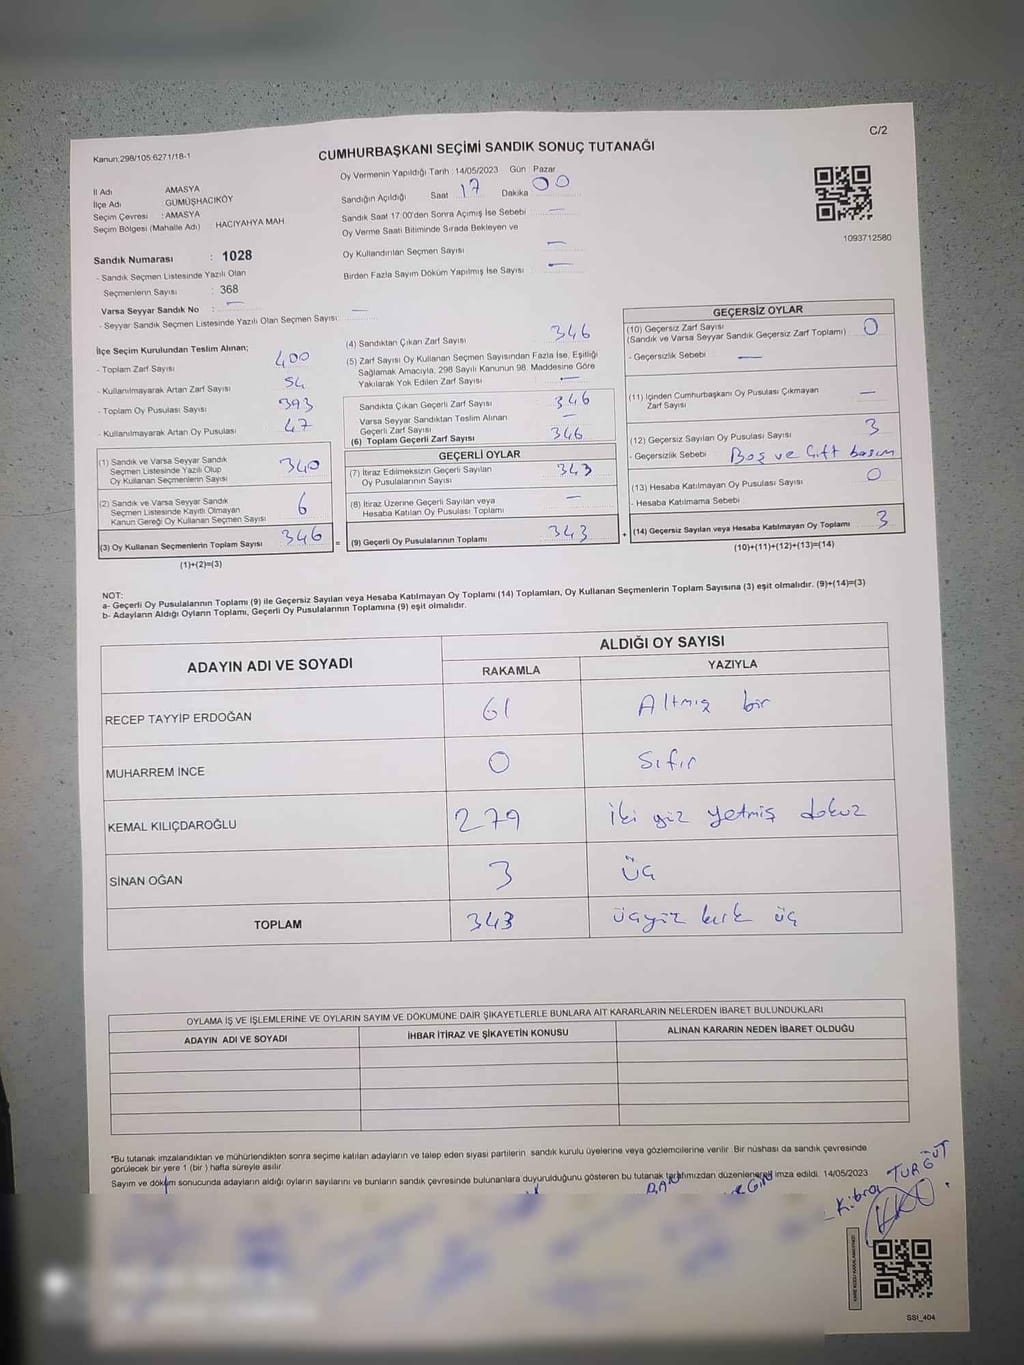 C/2
Kanun:298/105:6271/18-1
CUMHURBAŞKANI SEÇİMİ SANDIK SONUÇ TUTANAĞI
Oy Vermenin Yapıldığı Tarih : 14/05/2023 Gün Pazar
İl Adı AMASYA
İlçe Adı : GÜMÜŞHACIKÖY
Seçim Çevresi : AMASYA
Seçim Bölgesi (Mahalle Adı) HACIYAHYA MAH
Sandık Numarası : 1028
- Sandık Seçmen Listesinde Yazılı Olan
Seçmenlerin Sayısı : 368
Varsa Seyyar Sandık No : —
- Seyyar Sandık Seçmen Listesinde Yazılı Olan Seçmen Sayısı: —
Sandığın Açıldığı Saat 17 Dakika 00
Sandık Saat 17:00'den Sonra Açımış İse Sebebi —
Oy Verme Saati Bitiminde Sırada Bekleyen ve
Oy Kullandırılan Seçmen Sayısı —
Birden Fazla Sayım Döküm Yapılmış İse Sayısı —
1093712580
İlçe Seçim Kurulundan Teslim Alınan;
- Toplam Zarf Sayısı 400
- Kullanılmayarak Artan Zarf Sayısı 54
- Toplam Oy Pusulası Sayısı 393
- Kullanılmayarak Artan Oy Pusulası 47
(1) Sandık ve Varsa Seyyar Sandık
Seçmen Listesinde Yazılı Olup
Oy Kullanan Seçmenlerin Sayısı 340
(2) Sandık ve Varsa Seyyar Sandık
Seçmen Listesinde Kayıtlı Olmayan
Kanun Gereği Oy Kullanan Seçmen Sayısı 6
(3) Oy Kullanan Seçmenlerin Toplam Sayısı 346 =
(1)+(2)=(3)
(4) Sandıktan Çıkan Zarf Sayısı 346
(5) Zarf Sayısı Oy Kullanan Seçmen Sayısından Fazla İse, Eşitliği
Sağlamak Amacıyla, 298 Sayılı Kanunun 98. Maddesine Göre
Yakılarak Yok Edilen Zarf Sayısı —
Sandıkta Çıkan Geçerli Zarf Sayısı 346
Varsa Seyyar Sandıktan Teslim Alınan —
Geçerli Zarf Sayısı
(6) Toplam Geçerli Zarf Sayısı 346
GEÇERLİ OYLAR
(7) İtiraz Edilmeksizin Geçerli Sayılan
Oy Pusulalarının Sayısı 343
(8) İtiraz Üzerine Geçerli Sayılan veya
Hesaba Katılan Oy Pusulası Toplamı —
(9) Geçerli Oy Pusulalarının Toplamı 343 +
GEÇERSİZ OYLAR
(10) Geçersiz Zarf Sayısı 0
(Sandık ve Varsa Seyyar Sandık Geçersiz Zarf Toplamı)
- Geçersizlik Sebebi —
(11) İçinden Cumhurbaşkanı Oy Pusulası Çıkmayan —
Zarf Sayısı
(12) Geçersiz Sayılan Oy Pusulası Sayısı 3
- Geçersizlik Sebebi Boş ve Çift basım
(13) Hesaba Katılmayan Oy Pusulası Sayısı 0
- Hesaba Katılmama Sebebi
(14) Geçersiz Sayılan veya Hesaba Katılmayan Oy Toplamı 3
(10)+(11)+(12)+(13)=(14)
NOT:
a- Geçerli Oy Pusulalarının Toplamı (9) ile Geçersiz Sayılan veya Hesaba Katılmayan Oy Toplamı (14) Toplamları, Oy Kullanan Seçmenlerin Toplam Sayısına (3) eşit olmalıdır. (9)+(14)=(3)
b- Adayların Aldığı Oyların Toplamı, Geçerli Oy Pusulalarının Toplamına (9) eşit olmalıdır.
ADAYIN ADI VE SOYADI ALDIĞI OY SAYISI
RAKAMLA YAZIYLA
RECEP TAYYİP ERDOĞAN 61 Altmış bir
MUHARREM İNCE 0 Sıfır
KEMAL KILIÇDAROĞLU 279 İki yüz yetmiş dokuz
SİNAN OĞAN 3 Üç
TOPLAM 343 üçyüz kırk üç
OYLAMA İŞ VE İŞLEMLERİNE VE OYLARIN SAYIM VE DÖKÜMÜNE DAİR ŞİKAYETLERLE BUNLARA AİT KARARLARIN NELERDEN İBARET BULUNDUKLARI
ADAYIN ADI VE SOYADI İHBAR İTİRAZ VE ŞİKAYETİN KONUSU ALINAN KARARIN NEDEN İBARET OLDUĞU
*Bu tutanak imzalandıktan ve mühürlendikten sonra seçime katılan adayların ve talep eden siyasi partilerin sandık kurulu üyelerine veya gözlemcilerine verilir. Bir nüshası da sandık çevresinde
görülecek bir yere 1 (bir ) hafta süreyle asılır.
Sayım ve döküm sonucunda adayların aldığı oyların sayılarını ve bunların sandık çevresinde bulunanlara duyurulduğunu gösteren bu tutanak tarafımızdan düzenlenerek imza edildi. 14/05/2023
Kübra TURGUT
SSI_404